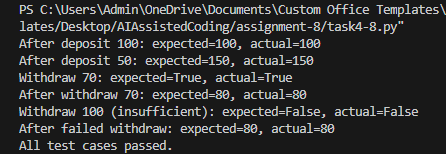 PS C:\Users\Admin\OneDrive\Documents\Custom Office Templates\
lates/Desktop/AIAssistedCoding/assignment-8/task4-8.py"
After deposit 100: expected=100, actual=100
After deposit 50: expected=150, actual=150
Withdraw 70: expected=True, actual=True
After withdraw 70: expected=80, actual=80
Withdraw 100 (insufficient): expected=False, actual=False
After failed withdraw: expected=80, actual=80
All test cases passed.